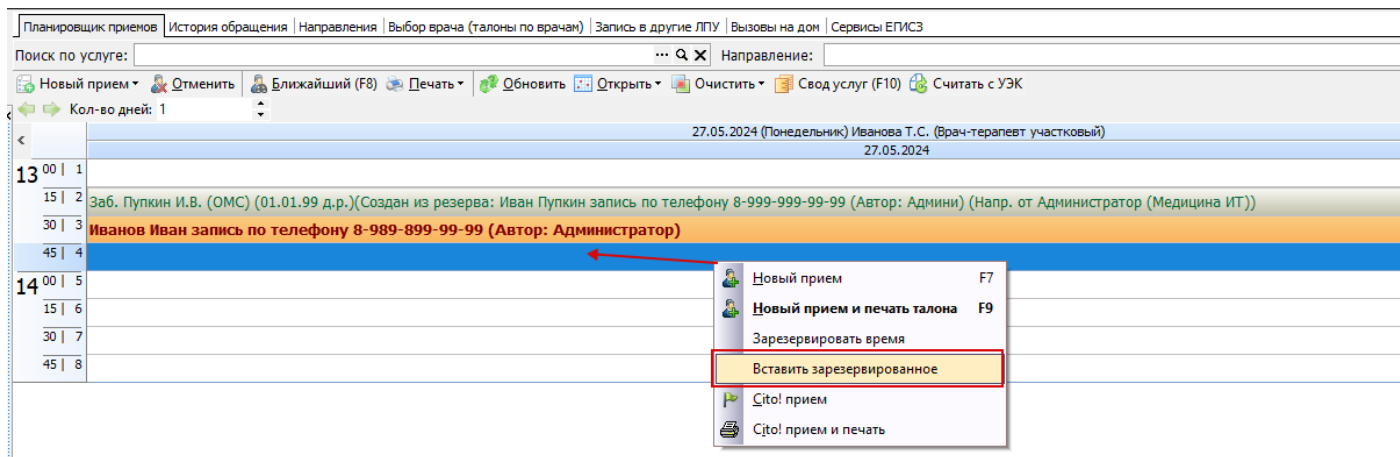 Планировщик приемов История обращения Направления Выбор врача (талоны по врачам) Запись в другие ЛПУ Вызовы на дом Сервисы ЕГИСЗ
Поиск по услуге: ... Направление:
Новый прием Отменить Ближайший (F8) Печать Обновить Открыть Очистить Свод услуг (F10) Считать с УЭК
Кол-во дней: 1
27.05.2024 (Понедельник) Иванова Т.С. (Врач-терапевт участковый)
27.05.2024
13 00 | 1
15 | 2 Заб. Пупкин И.В. (ОМС) (01.01.99 д.р.)(Создан из резерва: Иван Пупкин запись по телефону 8-999-999-99-99 (Автор: Админи) (Напр. от Администратор (Медицина ИТ))
30 | 3 Иванов Иван запись по телефону 8-989-899-99-99 (Автор: Администратор)
45 | 4
14 00 | 5
15 | 6
30 | 7
45 | 8
Новый прием F7
Новый прием и печать талона F9
Зарезервировать время
Вставить зарезервированное
Cito! прием
Cito! прием и печать